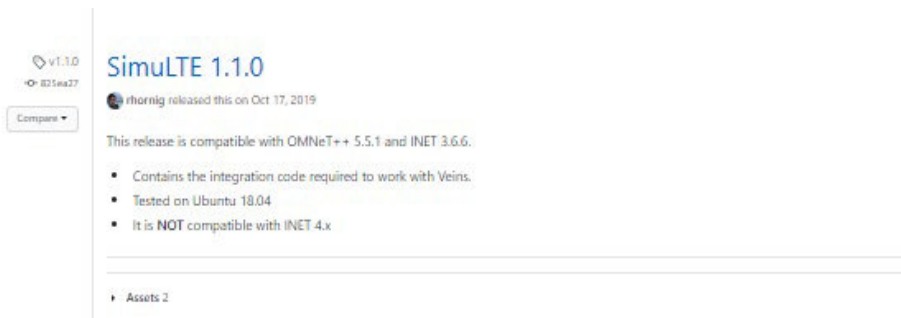 v1.1.0
825ea27
Compare
SimuLTE 1.1.0
rhornig released this on Oct 17, 2019
This release is compatible with OMNeT++ 5.5.1 and INET 3.6.6.
• Contains the integration code required to work with Veins.
• Tested on Ubuntu 18.04
• It is NOT compatible with INET 4.x
Assets 2